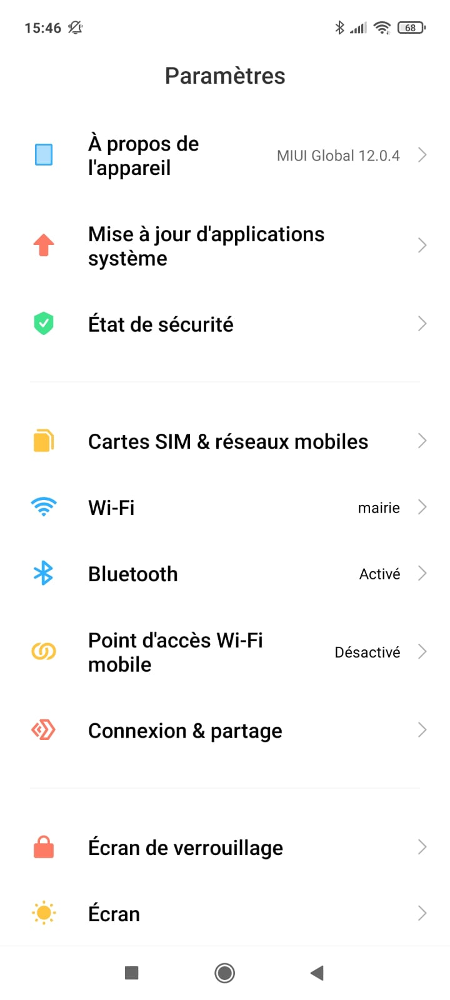 15:46 68
Paramètres
À propos de
l'appareil
MIUI Global 12.0.4
Mise à jour d'applications
système
État de sécurité
Cartes SIM & réseaux mobiles
Wi-Fi mairie
Bluetooth Activé
Point d'accès Wi-Fi
mobile
Désactivé
Connexion & partage
Écran de verrouillage
Écran